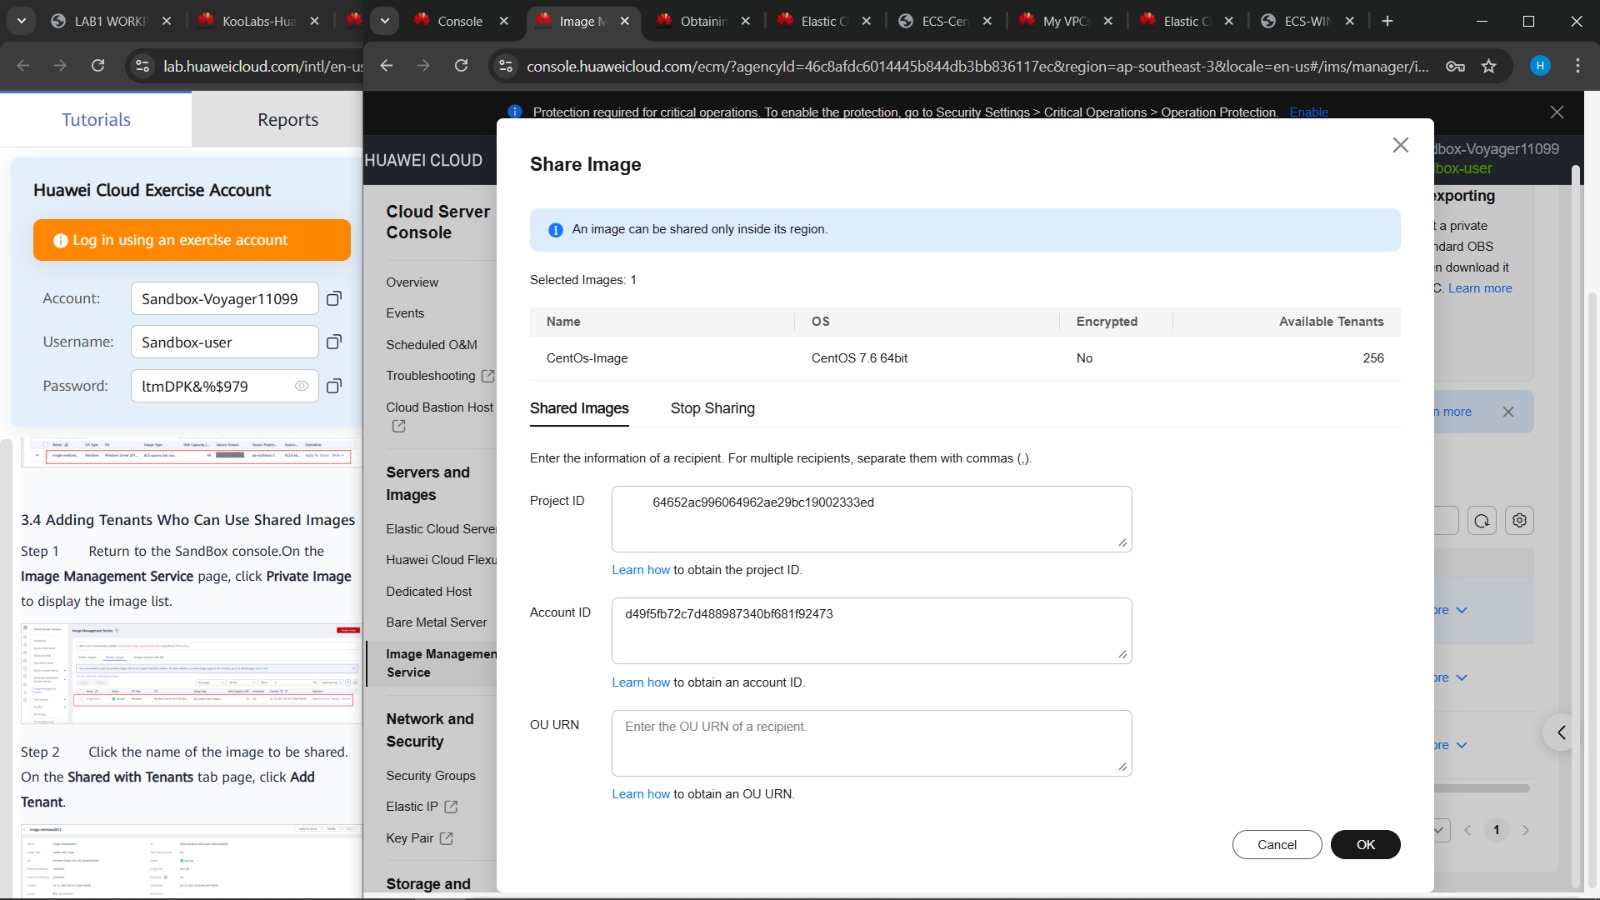 LAB1 WORKP
KooLabs-Hua
Console
Image M
Obtainin
Elastic C
ECS-Cen
My VPC
Elastic C
ECS-WIN
lab.huaweicloud.com/intl/en-us
console.huaweicloud.com/ecm/?agencyId=46c8afdc6014445b844db3bb836117ec&region=ap-southeast-3&locale=en-us#/ims/manager/i...
H
Tutorials
Reports
Huawei Cloud Exercise Account
Log in using an exercise account
Account:
Sandbox-Voyager11099
Username:
Sandbox-user
Password:
ltmDPK&%$979
3.4 Adding Tenants Who Can Use Shared Images
Step 1 Return to the SandBox console.On the
Image Management Service page, click Private Image
to display the image list.
Step 2 Click the name of the image to be shared.
On the Shared with Tenants tab page, click Add
Tenant.
Protection required for critical operations. To enable the protection, go to Security Settings > Critical Operations > Operation Protection. Enable
HUAWEI CLOUD
dbox-Voyager11099
box-user
Cloud Server
Console
Overview
Events
Scheduled O&M
Troubleshooting
Cloud Bastion Host
Servers and
Images
Elastic Cloud Serve
Huawei Cloud Flexu
Dedicated Host
Bare Metal Server
Image Managemen
Service
Network and
Security
Security Groups
Elastic IP
Key Pair
Storage and
Share Image
An image can be shared only inside its region.
Selected Images: 1
Name OS Encrypted Available Tenants
CentOs-Image CentOS 7.6 64bit No 256
Shared Images Stop Sharing
Enter the information of a recipient. For multiple recipients, separate them with commas (,).
Project ID
64652ac996064962ae29bc19002333ed
Learn how to obtain the project ID.
Account ID
d49f5fb72c7d488987340bf681f92473
Learn how to obtain an account ID.
OU URN
Enter the OU URN of a recipient.
Learn how to obtain an OU URN.
Cancel
OK
exporting
t a private
ndard OBS
n download it
C. Learn more
n more
ore
ore
ore
1